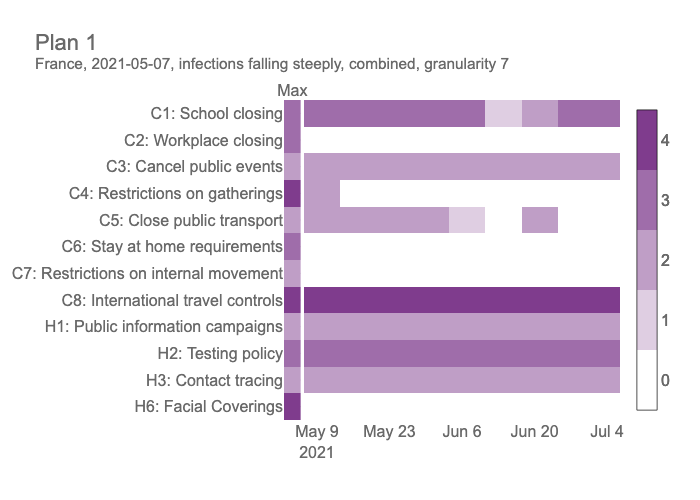 Plan 1
France, 2021-05-07, infections falling steeply, combined, granularity 7
Max
C1: School closing
C2: Workplace closing
C3: Cancel public events
C4: Restrictions on gatherings
C5: Close public transport
C6: Stay at home requirements
C7: Restrictions on internal movement
C8: International travel controls
H1: Public information campaigns
H2: Testing policy
H3: Contact tracing
H6: Facial Coverings
May 9 May 23 Jun 6 Jun 20 Jul 4
2021
4
3
2
1
0